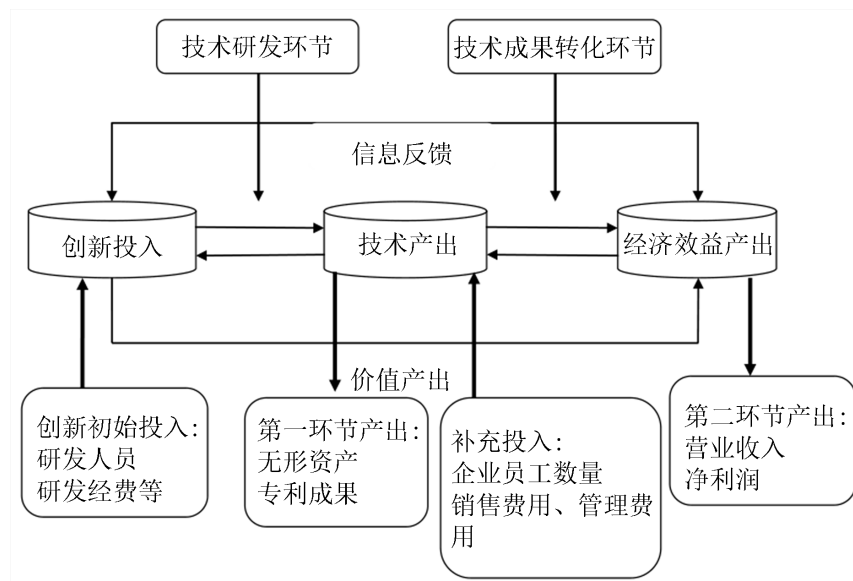 技术研发环节
技术成果转化环节
信息反馈
创新投入
技术产出
经济效益产出
价值产出
创新初始投入:
研发人员
研发经费等
第一环节产出:
无形资产
专利成果
补充投入:
企业员工数量
销售费用、管理费
用
第二环节产出:
营业收入
净利润